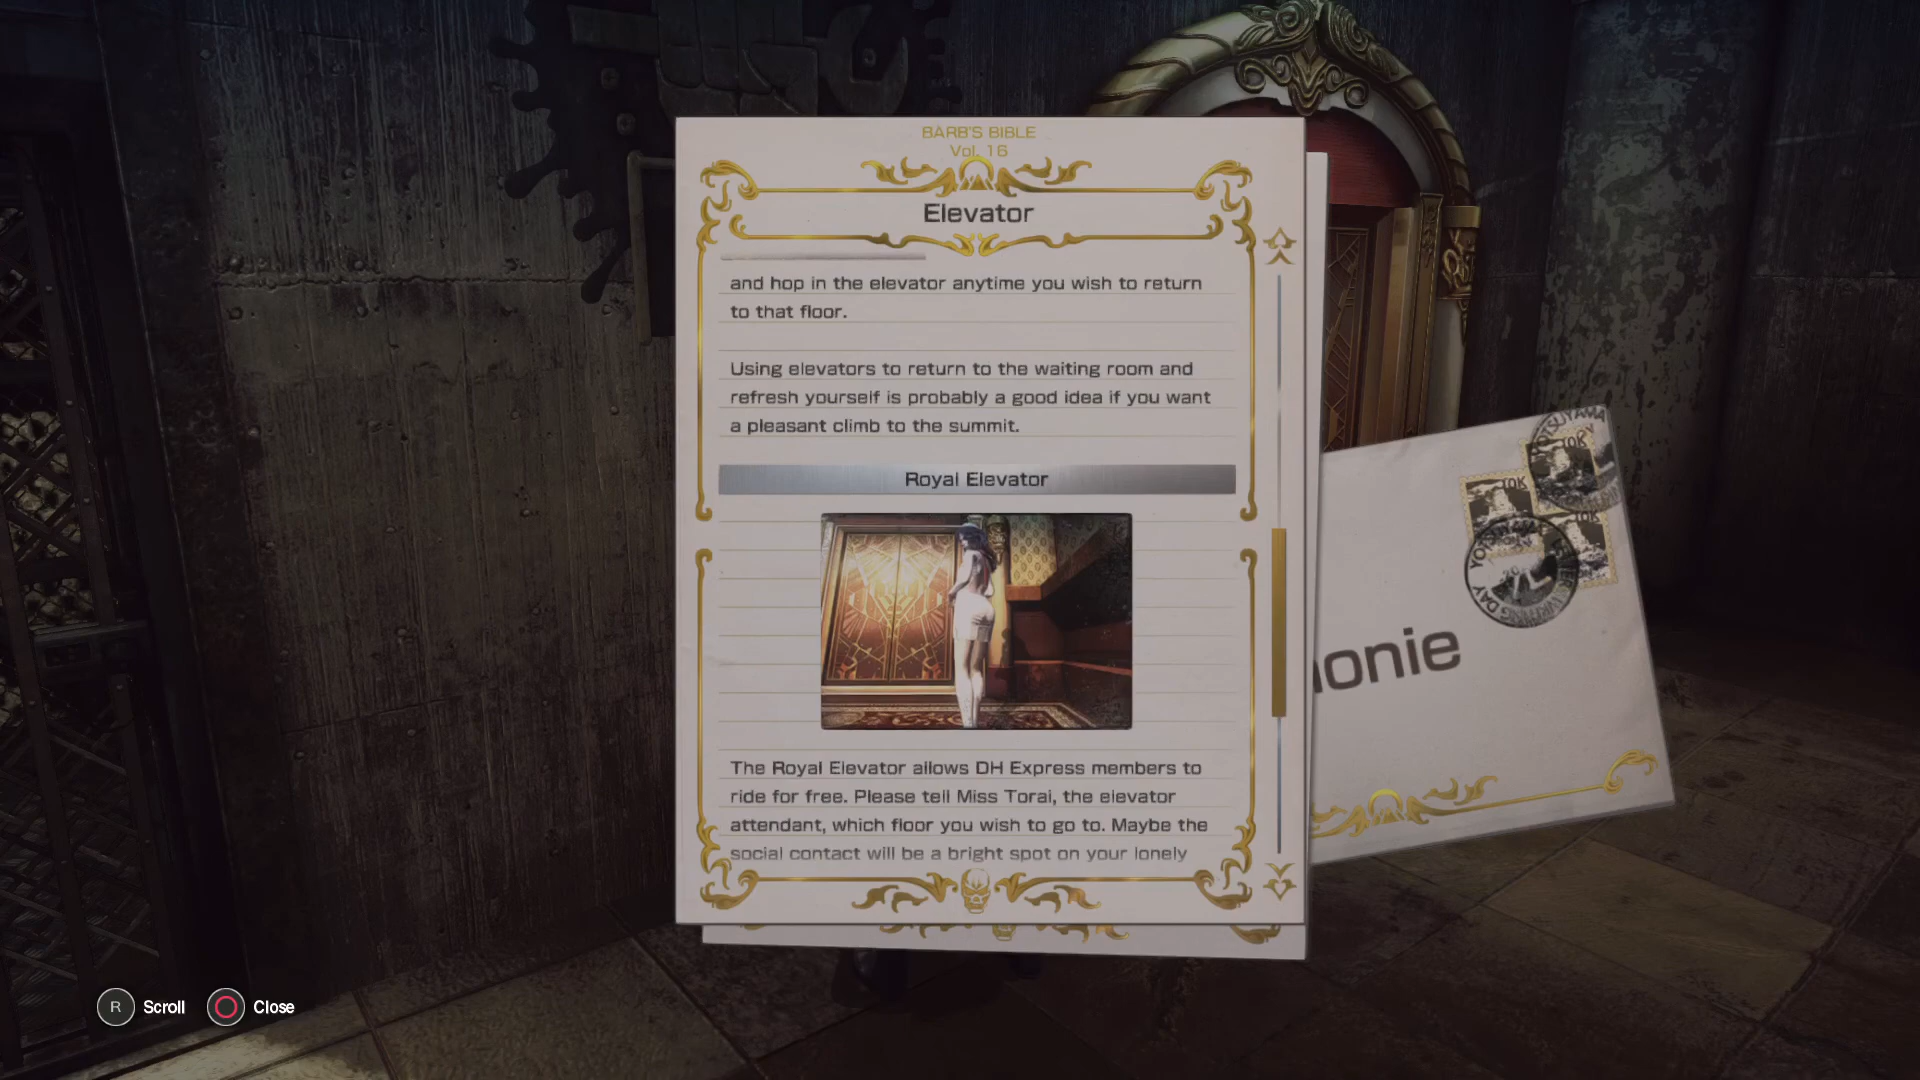 BARB'S BIBLE
Vol. 16
Elevator
and hop in the elevator anytime you wish to return
to that floor.
Using elevators to return to the waiting room and
refresh yourself is probably a good idea if you want
a pleasant climb to the summit.
Royal Elevator
The Royal Elevator allows DH Express members to
ride for free. Please tell Miss Torai, the elevator
attendant, which floor you wish to go to. Maybe the
social contact will be a bright spot on your lonely
10K
10K
10K
onie
R Scroll
Close